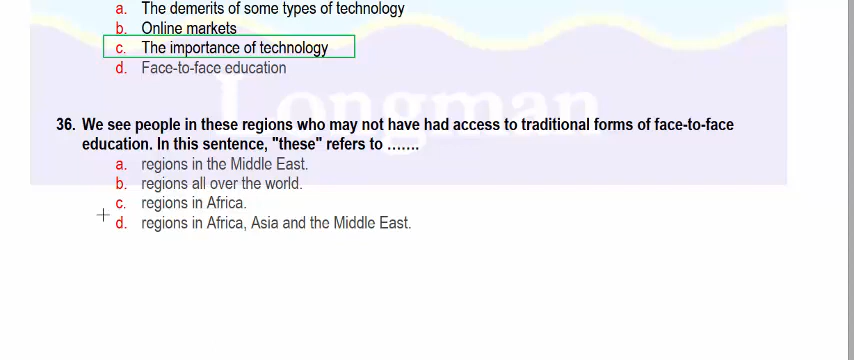 a. The demerits of some types of technology
b. Online markets
c. The importance of technology
d. Face-to-face education
Longman
36. We see people in these regions who may not have had access to traditional forms of face-to-face
education. In this sentence, "these" refers to .......
a. regions in the Middle East.
b. regions all over the world.
c. regions in Africa.
d. regions in Africa, Asia and the Middle East.